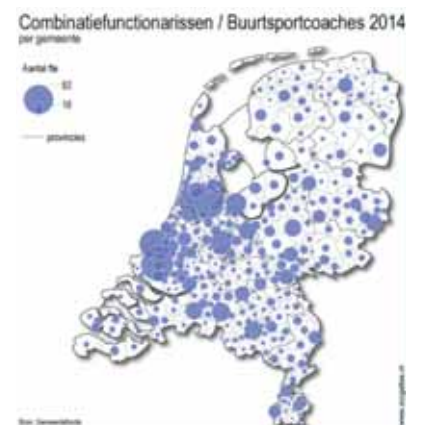 Combinatiefunctionarissen / Buurtsportcoaches 2014
per gemeente
Aantal fte
provincies